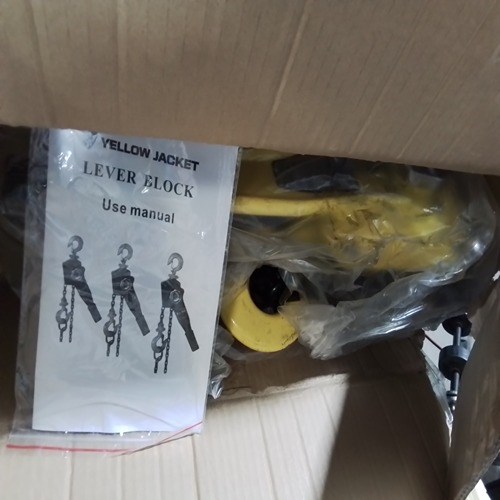 YELLOW JACKET
LEVER BLOCK
Use manual